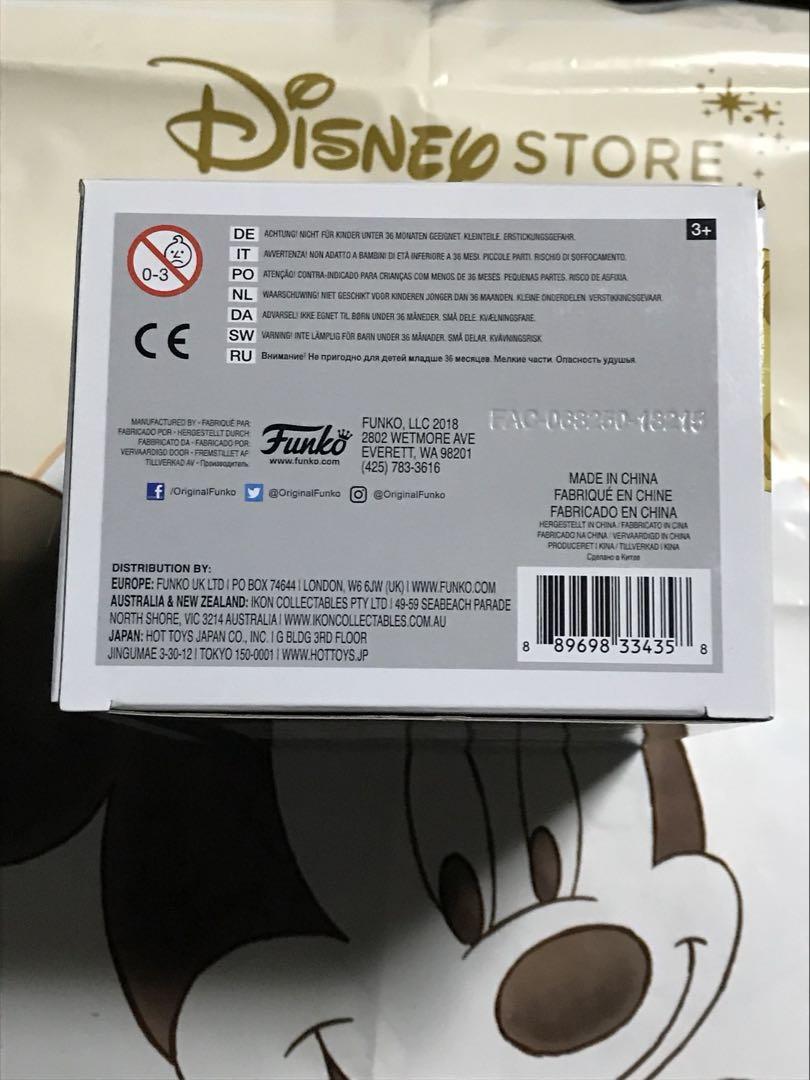 DISNEY STORE
3+
0-3
DE ACHTUNG! NICHT FÜR KINDER UNTER 36 MONATEN GEEIGNET. KLEINTEILE. ERSTICKUNGSGEFAHR.
IT AVVERTENZA! NON ADATTO A BAMBINI DI ETÀ INFERIORE A 36 MESI. PICCOLE PARTI. RISCHIO DI SOFFOCAMENTO.
PO ATENÇÃO! CONTRA-INDICADO PARA CRIANÇAS COM MENOS DE 36 MESES. PEQUENAS PARTES. RISCO DE ASFIXIA.
NL WAARSCHUWING! NIET GESCHIKT VOOR KINDEREN JONGER DAN 36 MAANDEN. KLEINE ONDERDELEN. VERSTIKKINGSGEVAAR.
DA ADVARSEL! IKKE EGNET TIL BØRN UNDER 36 MÅNEDER. SMÅ DELE. KVÆLNINGSFARE.
SW VARNING! INTE LÄMPLIG FÖR BARN UNDER 36 MÅNADER. SMÅ DELAR. KVÄVNINGSRISK
RU Внимание! Не пригодно для детей младше 36 месяцев. Мелкие части. Опасность удушья.
CE
MANUFACTURED BY • FABRIQUÉ PAR
FABRICADO POR • HERGESTELLT DURCH
FABBRICATO DA • FABRICADO POR
VERVAARDIGD DOOR • FREMSTILLET AF
TILLVERKAD AV • Производитель
Funko
www.funko.com
FUNKO, LLC 2018
2802 WETMORE AVE
EVERETT, WA 98201
(425) 783-3616
/OriginalFunko @OriginalFunko @OriginalFunko
MADE IN CHINA
FABRIQUÉ EN CHINE
FABRICADO EN CHINA
HERGESTELLT IN CHINA / FABBRICATO IN CINA
FABRICADO NA CHINA / VERVAARDIGD IN CHINA
PRODUCERET I KINA / TILLVERKAD I KINA
Сделано в Китае
DISTRIBUTION BY:
EUROPE: FUNKO UK LTD | PO BOX 74644 | LONDON, W6 6JW (UK) | WWW.FUNKO.COM
AUSTRALIA & NEW ZEALAND: IKON COLLECTABLES PTY LTD | 49-59 SEABEACH PARADE
NORTH SHORE, VIC 3214 AUSTRALIA | WWW.IKONCOLLECTABLES.COM.AU
JAPAN: HOT TOYS JAPAN CO., INC. | G BLDG 3RD FLOOR
JINGUMAE 3-30-12 | TOKYO 150-0001 | WWW.HOTTOYS.JP
8 89698 33435 8